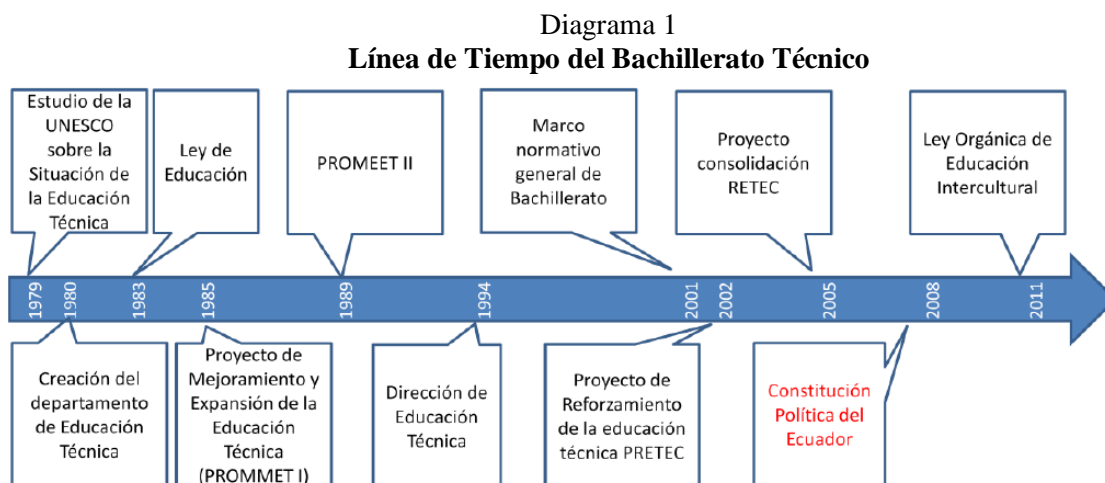 Diagrama 1
Línea de Tiempo del Bachillerato Técnico
Estudio de la
UNESCO
sobre la
Situación de
la Educación
Técnica
Ley de
Educación
PROMEET II
Marco
normativo
general de
Bachillerato
Proyecto
consolidación
RETEC
Ley Orgánica de
Educación
Intercultural
1979
1980
1983
1985
1989
1994
2001
2002
2005
2008
2011
Creación del
departamento
de Educación
Técnica
Proyecto de
Mejoramiento y
Expansión de la
Educación
Técnica
(PROMMET I)
Dirección de
Educación
Técnica
Proyecto de
Reforzamiento
de la educación
técnica PRETEC
Constitución
Política del
Ecuador